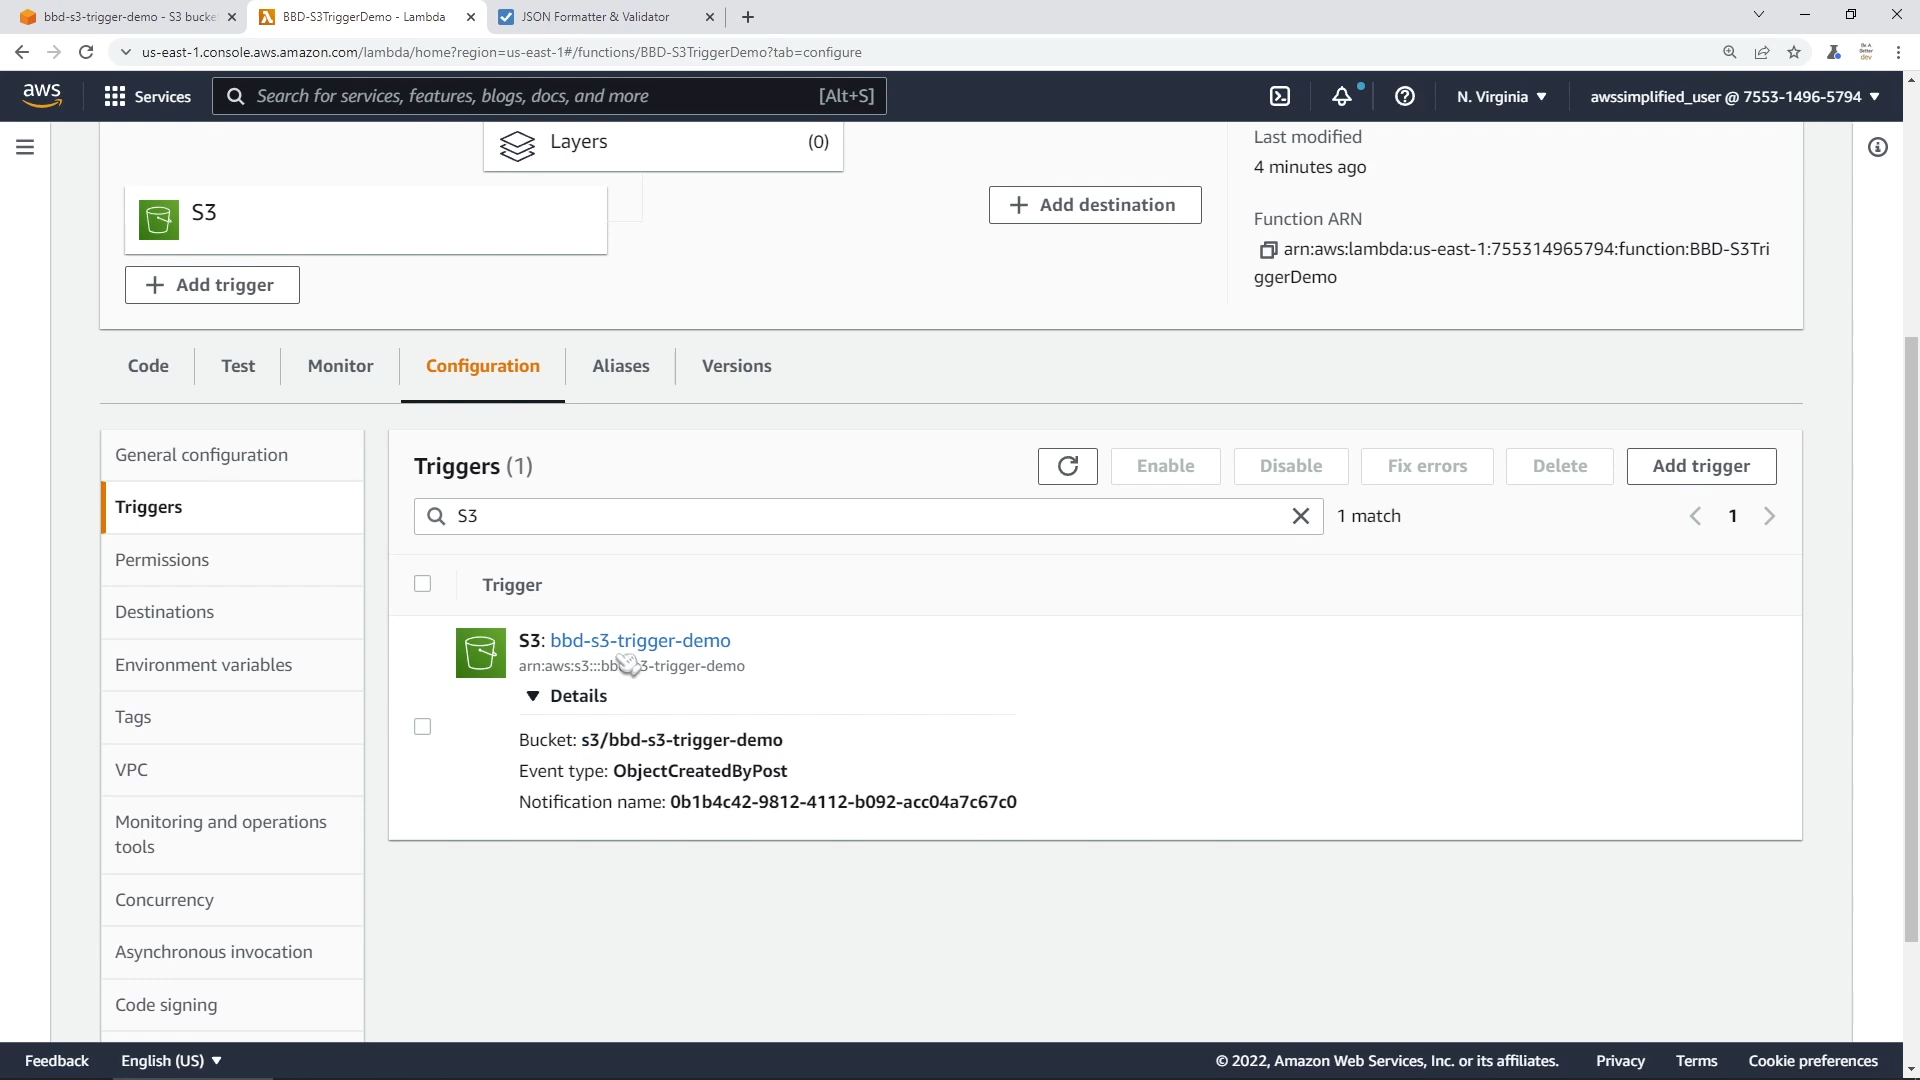 bbd-s3-trigger-demo - S3 bucke
BBD-S3TriggerDemo - Lambda
JSON Formatter & Validator
us-east-1.console.aws.amazon.com/lambda/home?region=us-east-1#/functions/BBD-S3TriggerDemo?tab=configure
aws
Services
Search for services, features, blogs, docs, and more
[Alt+S]
N. Virginia
awssimplified_user @ 7553-1496-5794
Layers
(0)
Last modified
4 minutes ago
S3
Add destination
Function ARN
arn:aws:lambda:us-east-1:755314965794:function:BBD-S3Tri
ggerDemo
Add trigger
Code
Test
Monitor
Configuration
Aliases
Versions
General configuration
Triggers
Permissions
Destinations
Environment variables
Tags
VPC
Monitoring and operations
tools
Concurrency
Asynchronous invocation
Code signing
Triggers (1)
Enable
Disable
Fix errors
Delete
Add trigger
S3
1 match
1
Trigger
S3: bbd-s3-trigger-demo
3-trigger-demo
Details
Bucket: s3/bbd-s3-trigger-demo
Event type: ObjectCreatedByPost
Notification name: 0b1b4c42-9812-4112-b092-acc04a7c67c0
Feedback
English (US)
© 2022, Amazon Web Services, Inc. or its affiliates.
Privacy
Terms
Cookie preferences